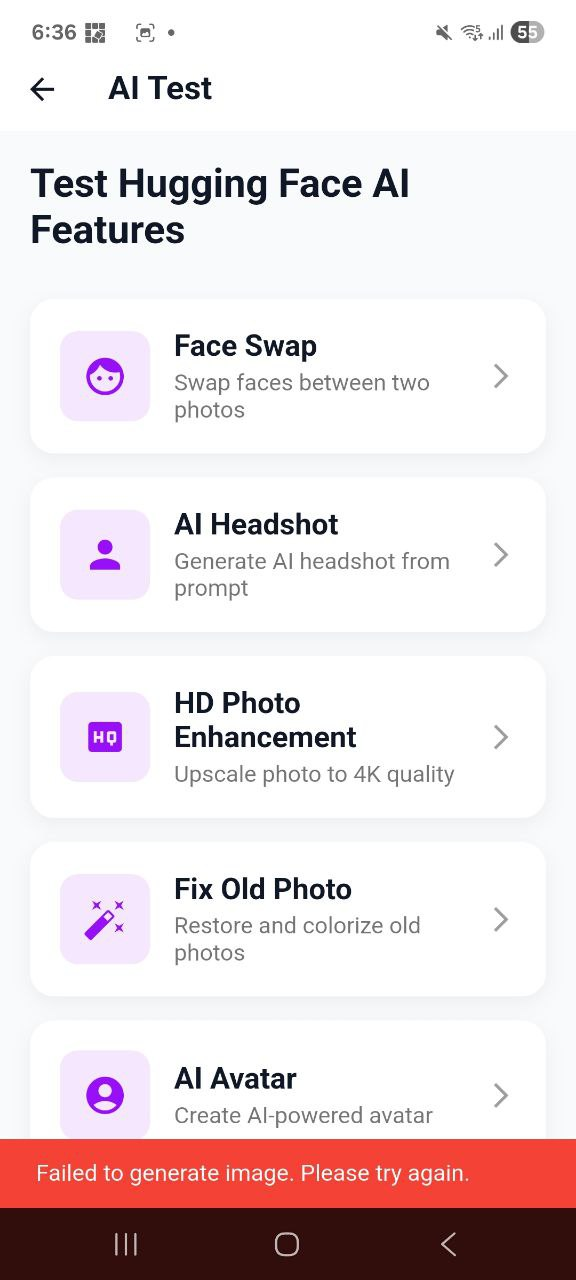 6:36
55
AI Test
Test Hugging Face AI
Features
Face Swap
Swap faces between two
photos
AI Headshot
Generate AI headshot from
prompt
HQ
HD Photo
Enhancement
Upscale photo to 4K quality
Fix Old Photo
Restore and colorize old
photos
AI Avatar
Create AI-powered avatar
Failed to generate image. Please try again.